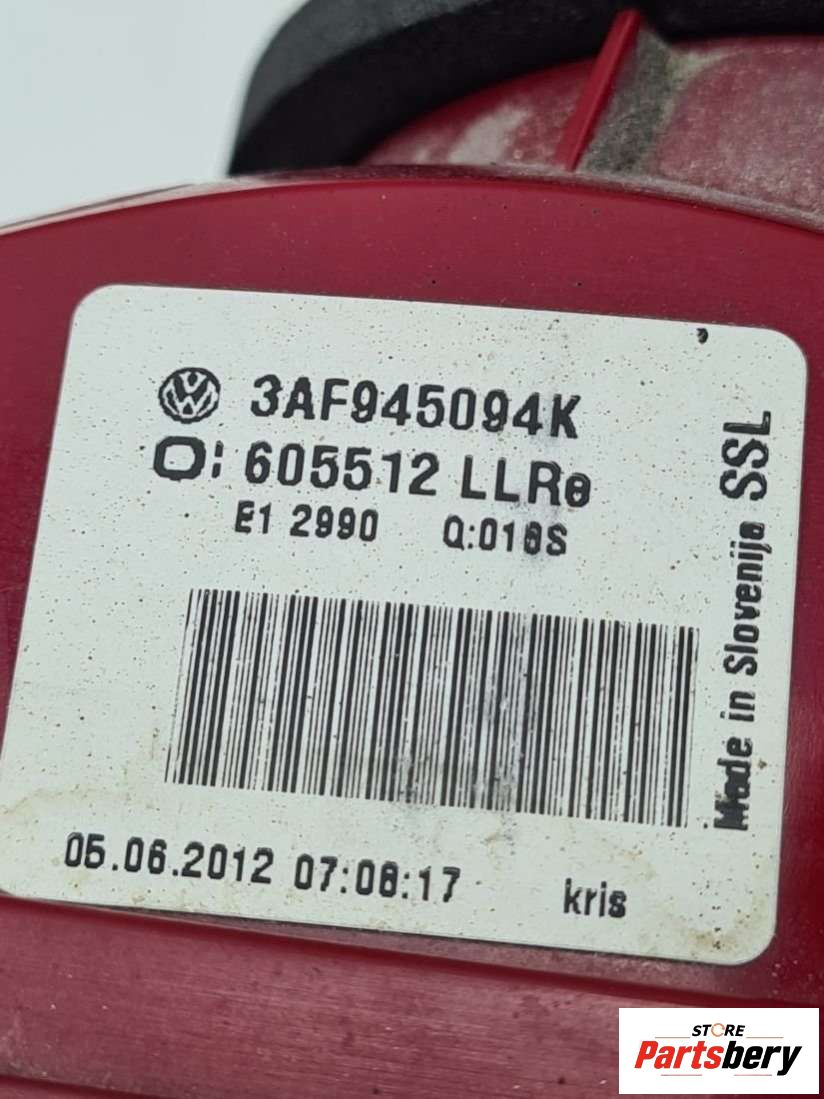 VW 3AF945094K
O: 605512 LLRe
E1 2990 Q:016S
05.06.2012 07:08:17 kris
Made in Slovenija SSL
STORE
Partsbery